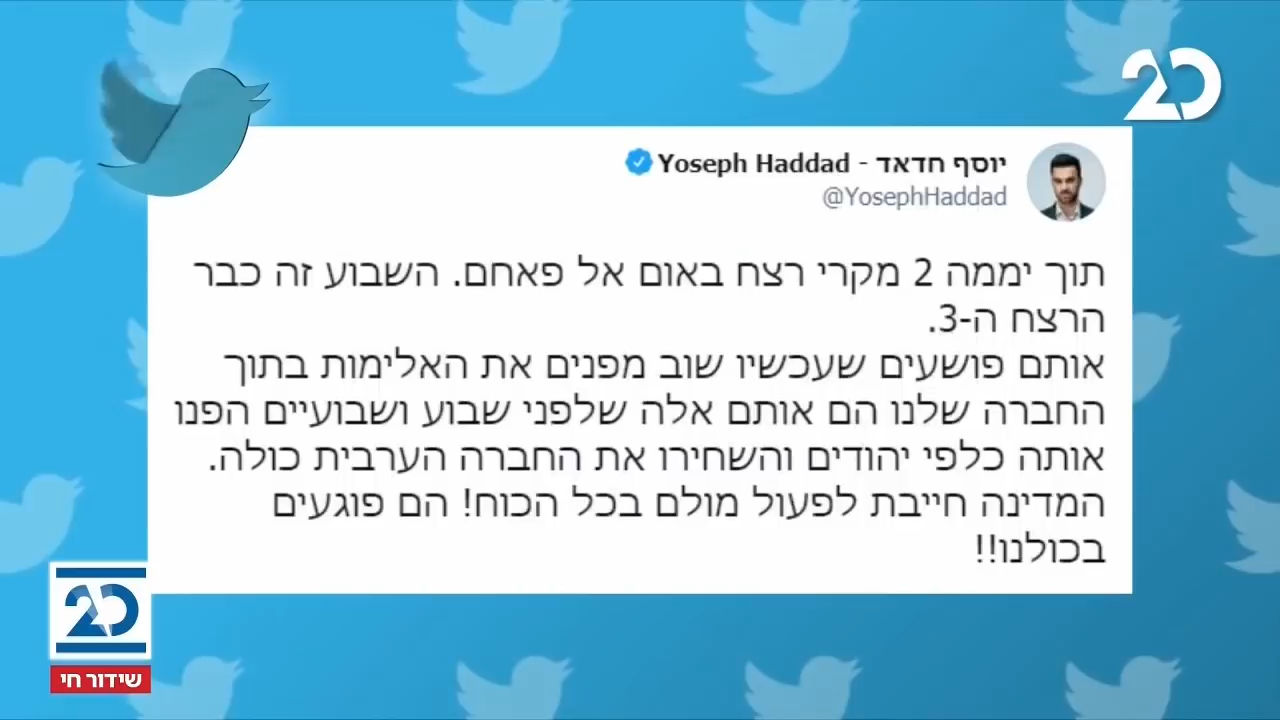 20
יוסף חדאד - Yoseph Haddad
@YosephHaddad
תוך יממה 2 מקרי רצח באום אל פאחם. השבוע זה כבר
הרצח ה-3.
אותם פושעים שעכשיו שוב מפנים את האלימות בתוך
החברה שלנו הם אותם אלה שלפני שבוע ושבועיים הפנו
אותה כלפי יהודים והשחירו את החברה הערבית כולה.
המדינה חייבת לפעול מולם בכל הכוח! הם פוגעים
בכולנו!!
20
שידור חי